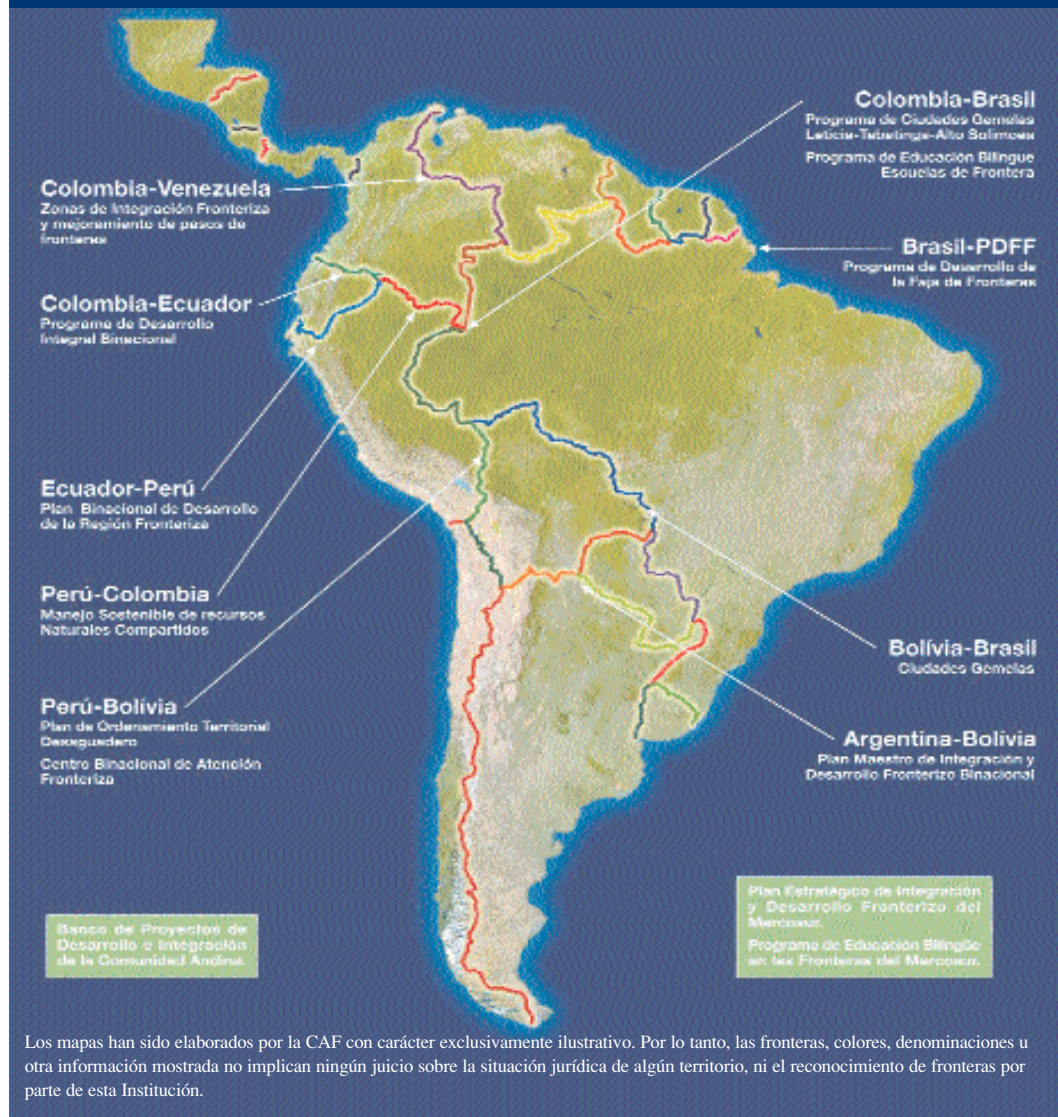 Colombia-Brasil
Programa de Ciudades Gemelas
Leticia-Tabatinga-Alto Solimoes
Programa de Educación Bilingue
Escuelas de Frontera
Colombia-Venezuela
Zonas de Integración Fronteriza
y mejoramiento de pasos de
fronteras
Brasil-PDFF
Programa de Desarrollo de
la Faja de Fronteras
Colombia-Ecuador
Programa de Desarrollo
Integral Binacional
Ecuador-Perú
Plan Binacional de Desarrollo
de la Región Fronteriza
Perú-Colombia
Manejo Sostenible de recursos
Naturales Compartidos
Bolívia-Brasil
Ciudades Gemelas
Perú-Bolívia
Plan de Ordenamiento Territorial
Desaguadero
Centro Binacional de Atención
Fronteriza
Argentina-Bolívia
Plan Maestro de Integración y
Desarrollo Fronterizo Binacional
Banco de Proyectos de
Desarrollo e Integración
de la Comunidad Andina.
Plan Estratégico de Integración
y Desarrollo Fronterizo del
Mercosur.
Programa de Educación Bilingüe
en las Fronteras del Mercosur.
Los mapas han sido elaborados por la CAF con carácter exclusivamente ilustrativo. Por lo tanto, las fronteras, colores, denominaciones u
otra información mostrada no implican ningún juicio sobre la situación jurídica de algún territorio, ni el reconocimiento de fronteras por
parte de esta Institución.